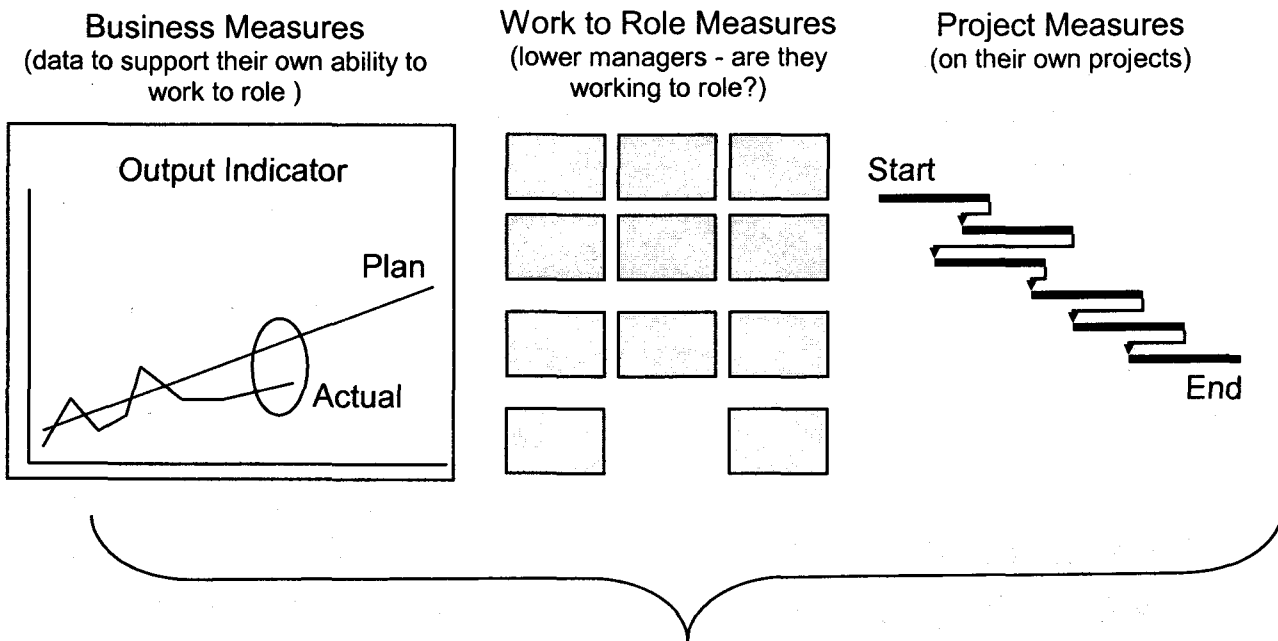 Business Measures
(data to support their own ability to
work to role )
Output Indicator
Plan
Actual
Work to Role Measures
(lower managers - are they
working to role?)
Project Measures
(on their own projects)
Start
End